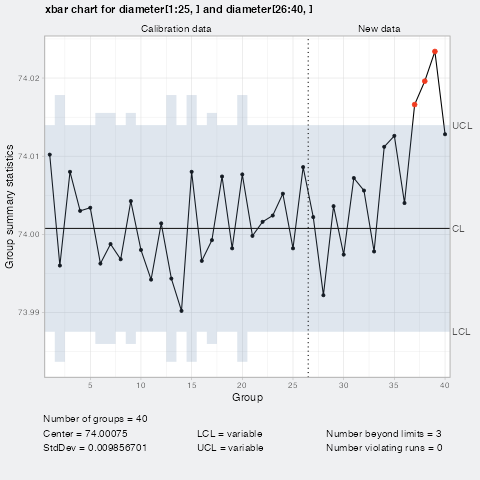 xbar chart for diameter[1:25, ] and diameter[26:40, ]
Calibration data
New data
74.02
74.01
74.00
73.99
Group summary statistics
UCL
CL
LCL
5 10 15 20 25 30 35 40
Group
Number of groups = 40
Center = 74.00075 LCL = variable Number beyond limits = 3
StdDev = 0.009856701 UCL = variable Number violating runs = 0